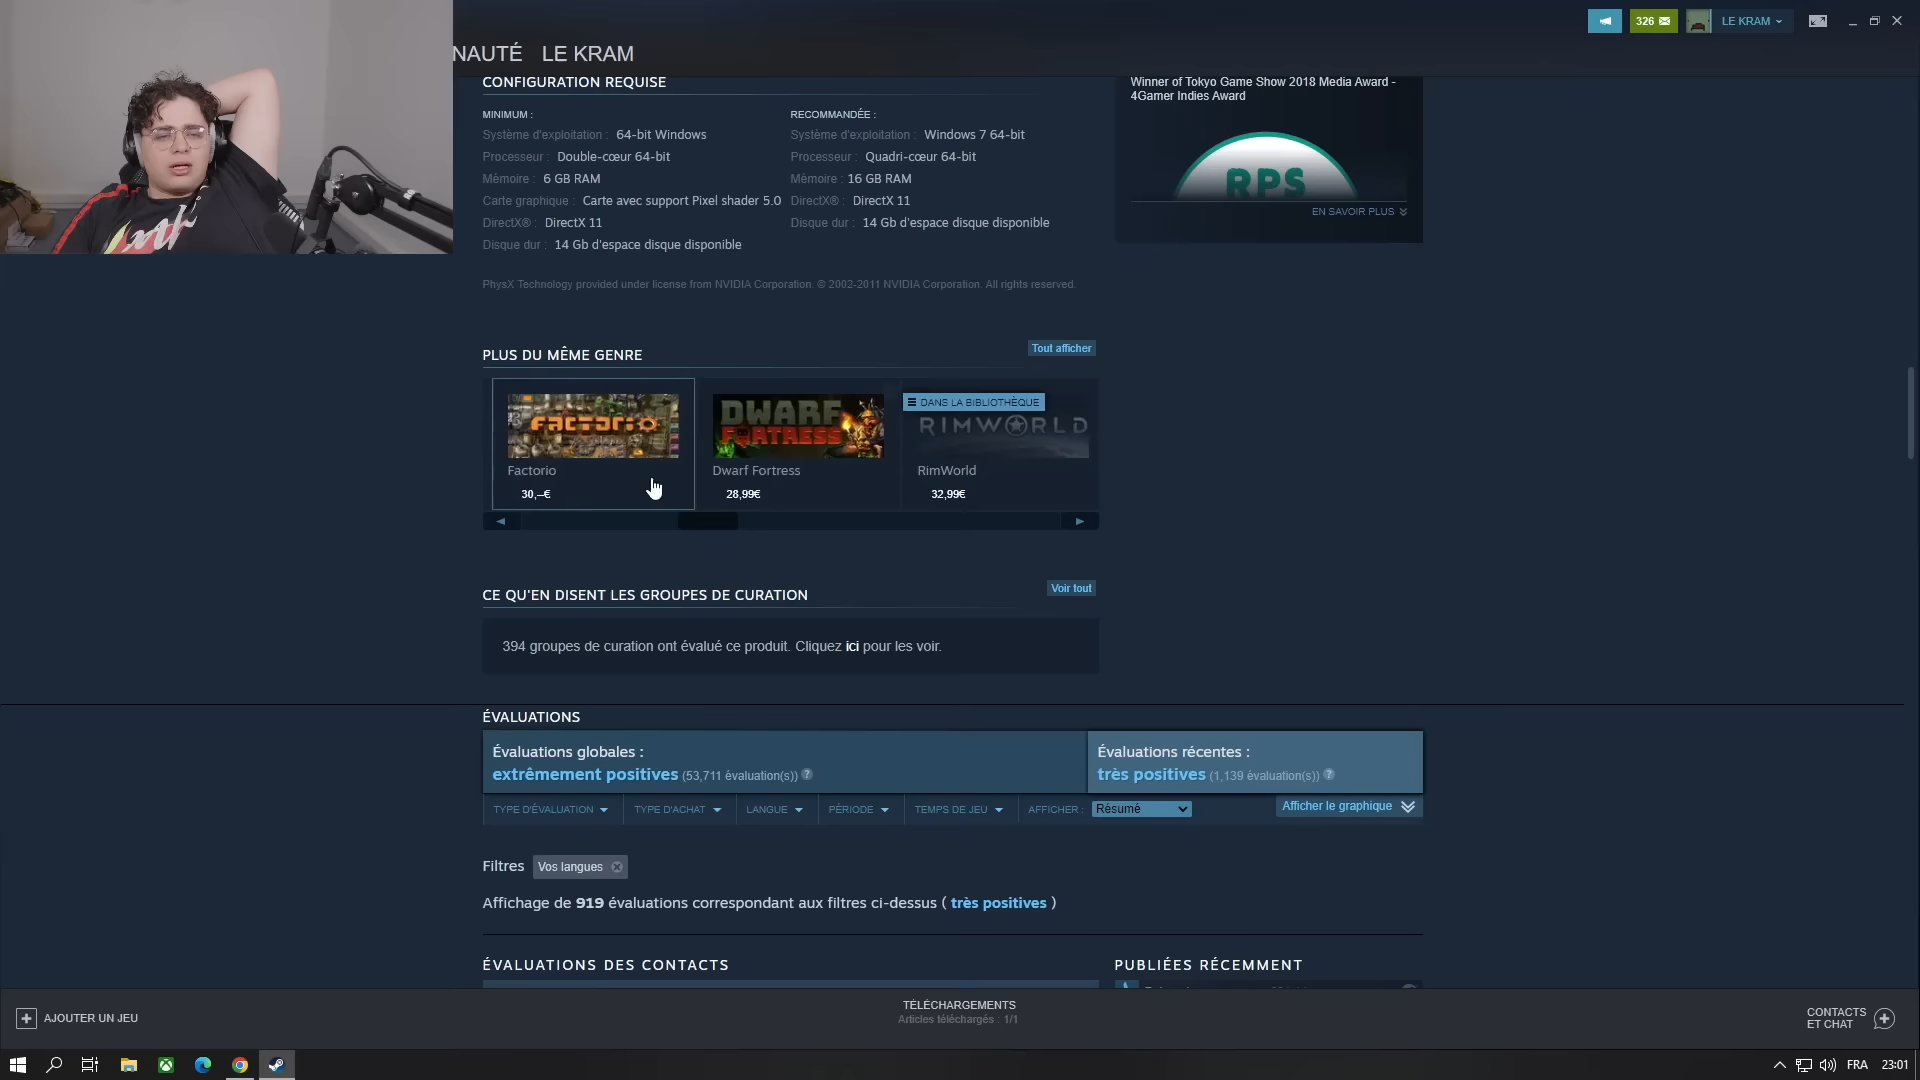 326
LE KRAM
NAUTÉ LE KRAM
CONFIGURATION REQUISE
MINIMUM :
Système d'exploitation : 64-bit Windows
Processeur : Double-cœur 64-bit
Mémoire : 6 GB RAM
Carte graphique : Carte avec support Pixel shader 5.0
DirectX® : DirectX 11
Disque dur : 14 Gb d'espace disque disponible
RECOMMANDÉE :
Système d'exploitation : Windows 7 64-bit
Processeur : Quadri-cœur 64-bit
Mémoire : 16 GB RAM
DirectX® : DirectX 11
Disque dur : 14 Gb d'espace disque disponible
PhysX Technology provided under license from NVIDIA Corporation. © 2002-2011 NVIDIA Corporation. All rights reserved.
Winner of Tokyo Game Show 2018 Media Award -
4Gamer Indies Award
RPS
EN SAVOIR PLUS
PLUS DU MÊME GENRE
Tout afficher
FACTORIO
Factorio
30,--€
DWARF
FORTRESS
Dwarf Fortress
28,99€
DANS LA BIBLIOTHÈQUE
RIMWORLD
RimWorld
32,99€
CE QU'EN DISENT LES GROUPES DE CURATION
Voir tout
394 groupes de curation ont évalué ce produit. Cliquez ici pour les voir.
ÉVALUATIONS
Évaluations globales :
extrêmement positives (53,711 évaluation(s)) ?
Évaluations récentes :
très positives (1,139 évaluation(s)) ?
TYPE D'ÉVALUATION
TYPE D'ACHAT
LANGUE
PÉRIODE
TEMPS DE JEU
AFFICHER :
Résumé
Afficher le graphique
Filtres
Vos langues
Affichage de 919 évaluations correspondant aux filtres ci-dessus ( très positives )
ÉVALUATIONS DES CONTACTS
PUBLIÉES RÉCEMMENT
AJOUTER UN JEU
TÉLÉCHARGEMENTS
Articles téléchargés : 1/1
CONTACTS
ET CHAT
FRA
23:01